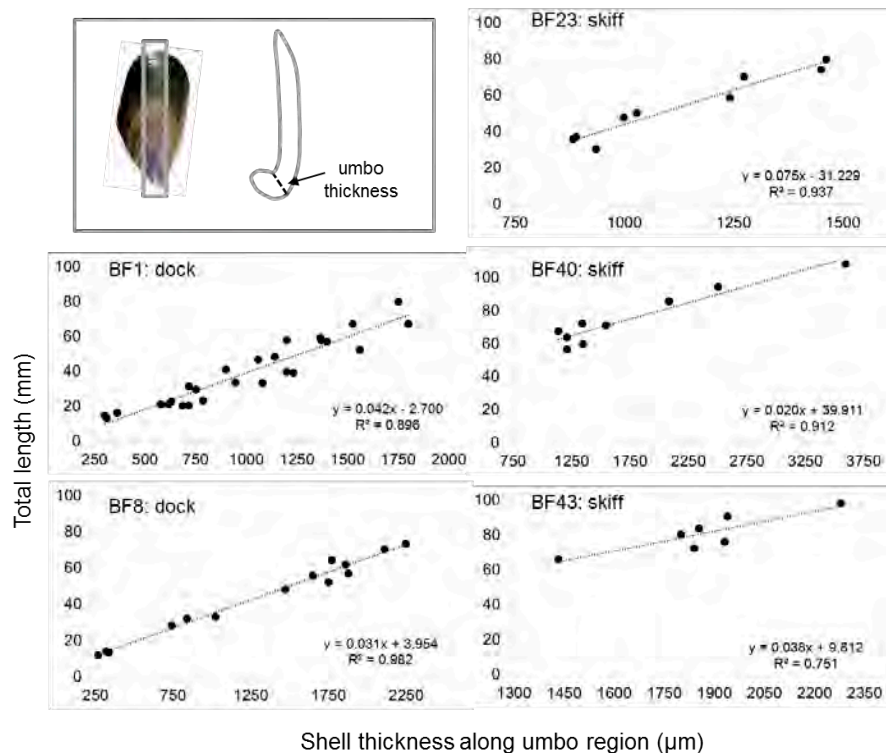 umbo
thickness
BF23: skiff
100
80
60
40
20
0
y = 0.075x - 31.229
R² = 0.937
750 1000 1250 1500
BF1: dock
100
80
60
40
20
0
y = 0.042x - 2.700
R² = 0.896
250 500 750 1000 1250 1500 1750 2000
BF40: skiff
100
80
60
40
20
0
y = 0.020x + 39.911
R² = 0.912
750 1250 1750 2250 2750 3250 3750
BF8: dock
100
80
60
40
20
0
y = 0.031x + 3.954
R² = 0.982
250 750 1250 1750 2250
BF43: skiff
100
80
60
40
20
0
y = 0.038x + 9.812
R² = 0.751
1300 1450 1600 1750 1900 2050 2200 2350
Total length (mm)
Shell thickness along umbo region (µm)